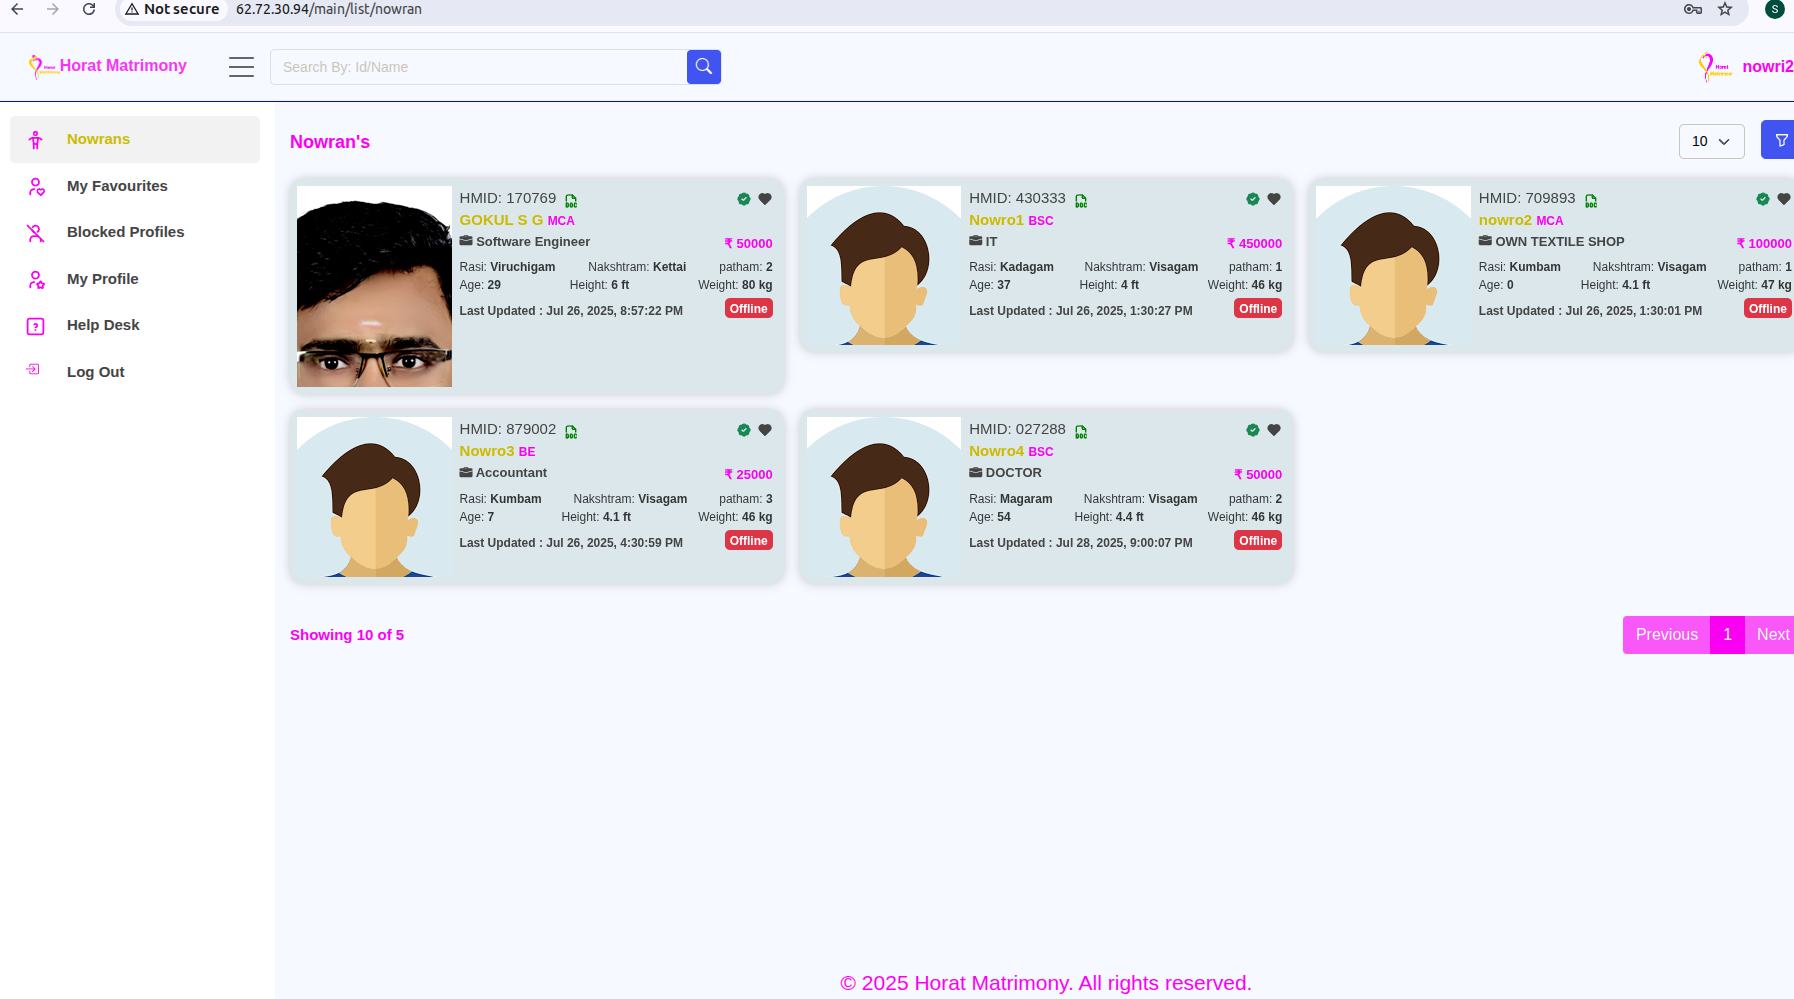 Not secure 62.72.30.94/main/list/nowran
S
Horat Matrimony
Search By: Id/Name
Horat
Matrimony
nowri2
Nowrans
My Favourites
Blocked Profiles
My Profile
Help Desk
Log Out
Nowran's
10
HMID: 170769 DOC
GOKUL S G MCA
Software Engineer ₹ 50000
Rasi: Viruchigam Nakshtram: Kettai patham: 2
Age: 29 Height: 6 ft Weight: 80 kg
Last Updated : Jul 26, 2025, 8:57:22 PM Offline
HMID: 430333 DOC
Nowro1 BSC
IT ₹ 450000
Rasi: Kadagam Nakshtram: Visagam patham: 1
Age: 37 Height: 4 ft Weight: 46 kg
Last Updated : Jul 26, 2025, 1:30:27 PM Offline
HMID: 709893 DOC
nowro2 MCA
OWN TEXTILE SHOP ₹ 100000
Rasi: Kumbam Nakshtram: Visagam patham: 1
Age: 0 Height: 4.1 ft Weight: 47 kg
Last Updated : Jul 26, 2025, 1:30:01 PM Offline
HMID: 879002 DOC
Nowro3 BE
Accountant ₹ 25000
Rasi: Kumbam Nakshtram: Visagam patham: 3
Age: 7 Height: 4.1 ft Weight: 46 kg
Last Updated : Jul 26, 2025, 4:30:59 PM Offline
HMID: 027288 DOC
Nowro4 BSC
DOCTOR ₹ 50000
Rasi: Magaram Nakshtram: Visagam patham: 2
Age: 54 Height: 4.4 ft Weight: 46 kg
Last Updated : Jul 28, 2025, 9:00:07 PM Offline
Showing 10 of 5
Previous 1 Next
© 2025 Horat Matrimony. All rights reserved.